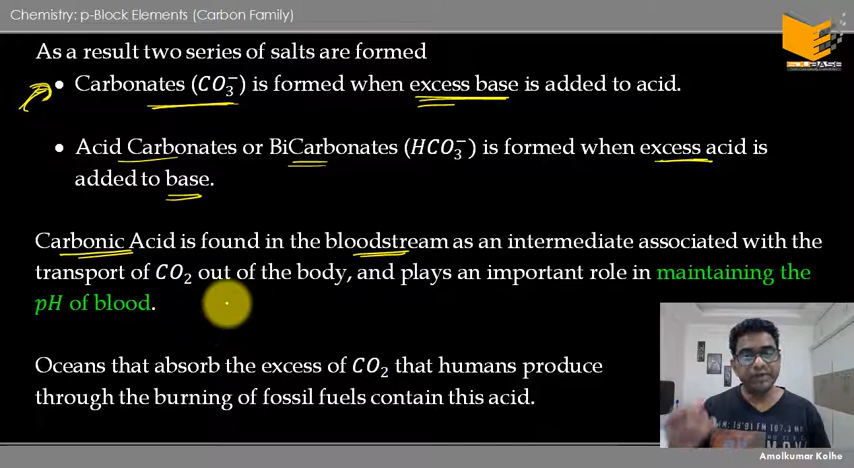 Chemistry: p-Block Elements (Carbon Family)
As a result two series of salts are formed
• Carbonates (CO₃⁻) is formed when excess base is added to acid.
• Acid Carbonates or BiCarbonates (HCO₃⁻) is formed when excess acid is
added to base.
Carbonic Acid is found in the bloodstream as an intermediate associated with the
transport of CO₂ out of the body, and plays an important role in maintaining the
pH of blood.
Oceans that absorb the excess of CO₂ that humans produce
through the burning of fossil fuels contain this acid.
Amolkumar Kolhe